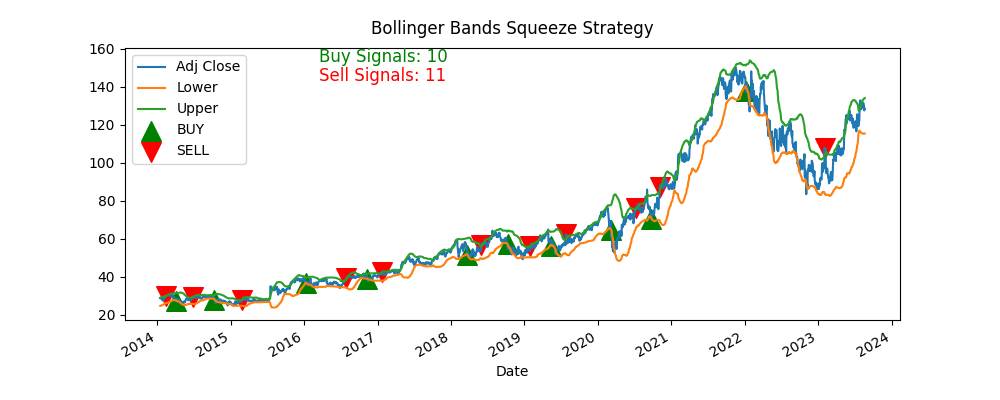 Bollinger Bands Squeeze Strategy
Buy Signals: 10
Sell Signals: 11
Adj Close
Lower
Upper
BUY
SELL
160
140
120
100
80
60
40
20
2014 2015 2016 2017 2018 2019 2020 2021 2022 2023 2024
Date